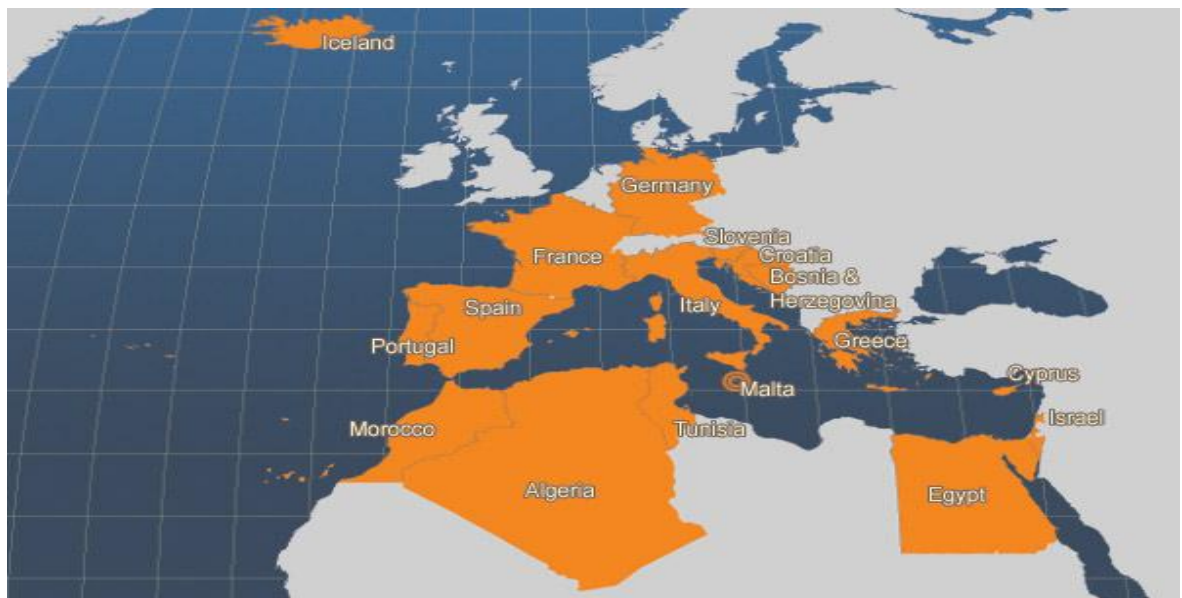 Iceland
Germany
Slovenia
France
Croatia
Bosnia &
Herzegovina
Spain
Italy
Portugal
Greece
Cyprus
Malta
Morocco
Tunisia
Israel
Algeria
Egypt